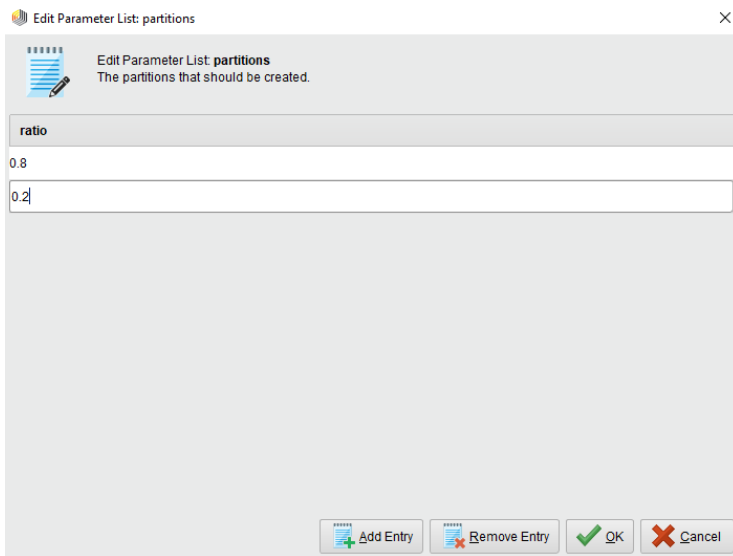 Edit Parameter List: partitions
Edit Parameter List: partitions
The partitions that should be created.
ratio
0.8
0.2
Add Entry Remove Entry OK Cancel